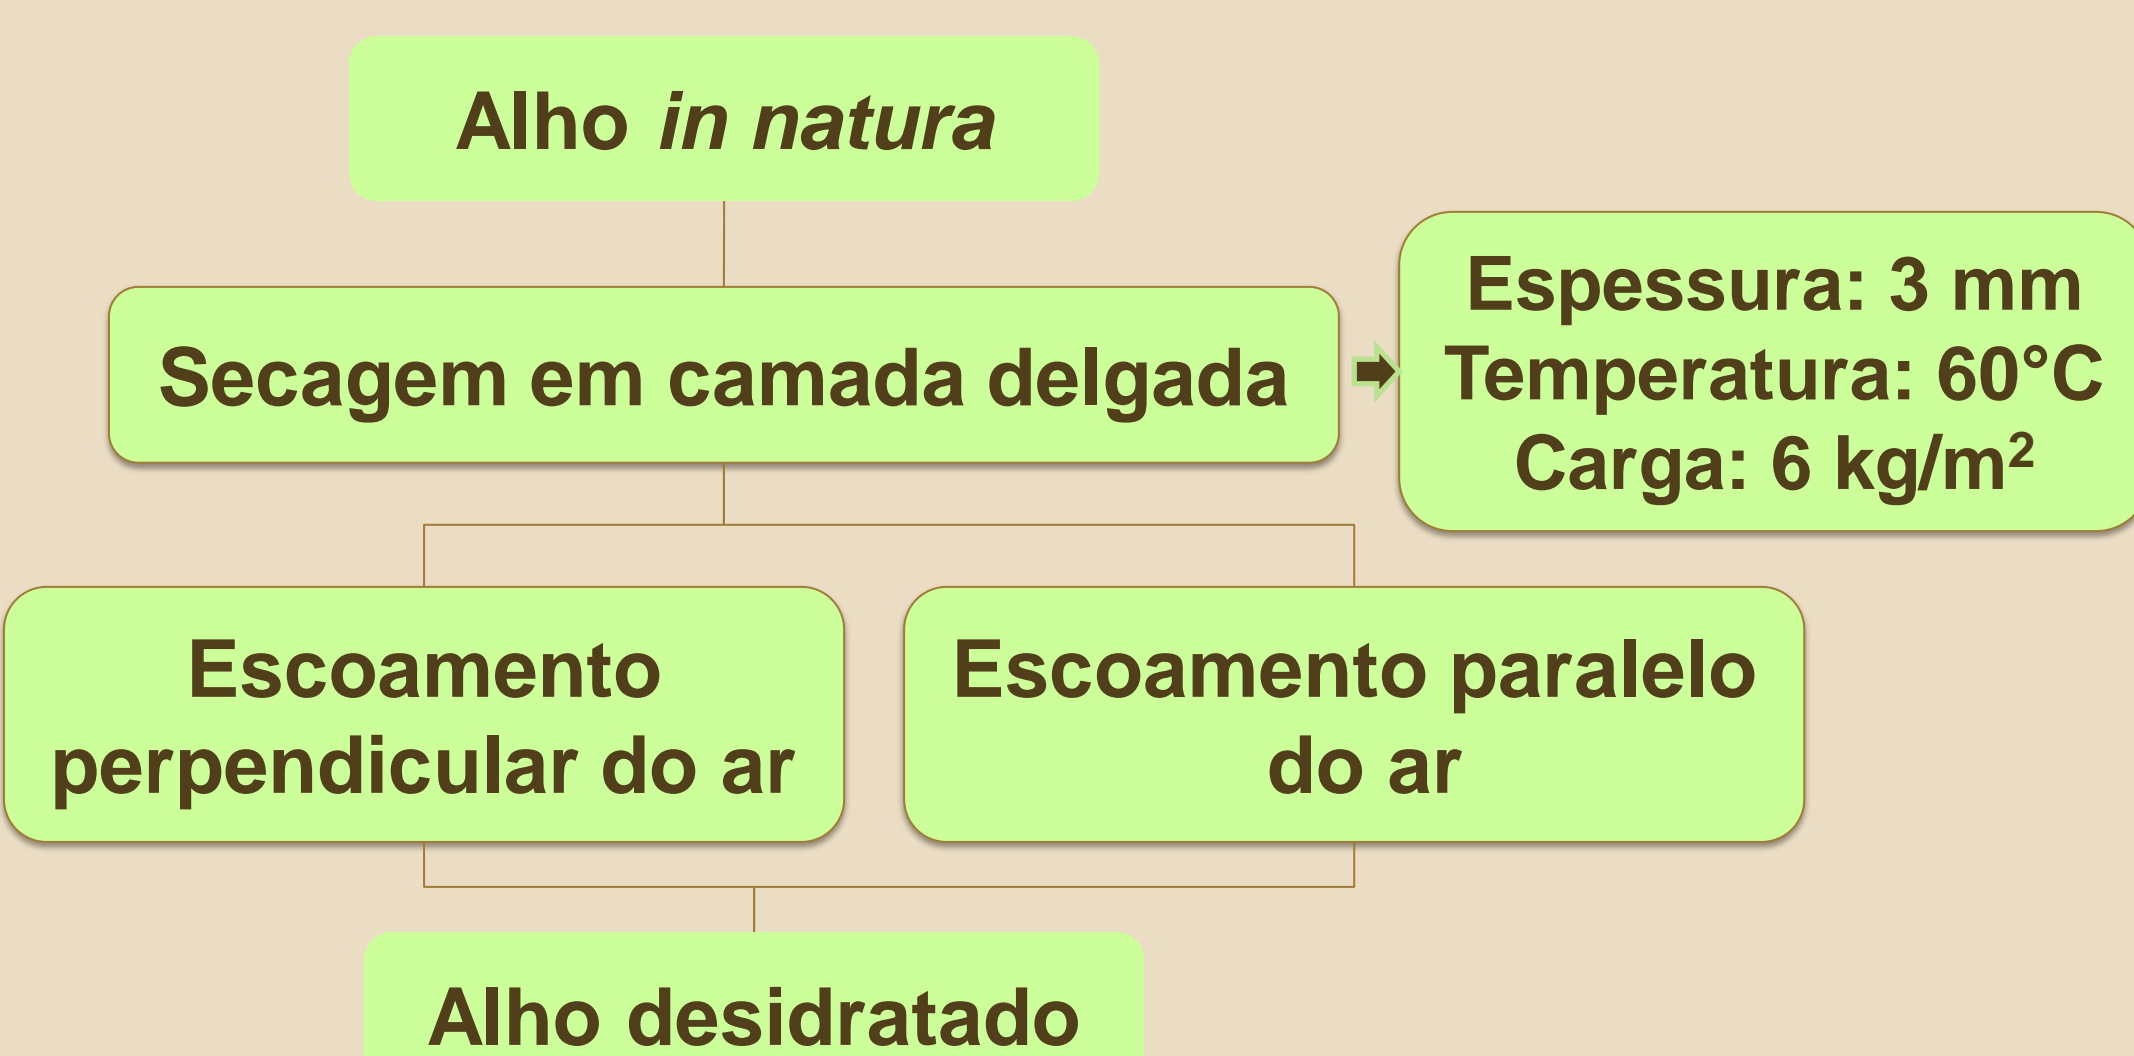 Alho in natura
Secagem em camada delgada
Espessura: 3 mm
Temperatura: 60°C
Carga: 6 kg/m²
Escoamento
perpendicular do ar
Escoamento paralelo
do ar
Alho desidratado